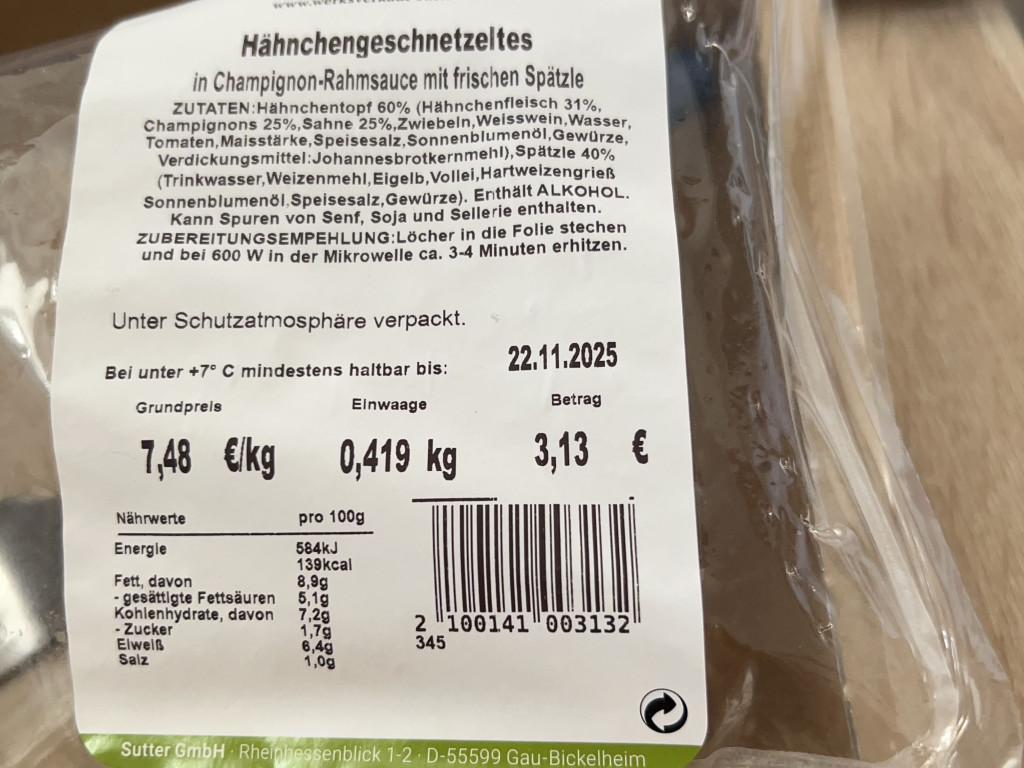 Hähnchengeschnetzeltes
in Champignon-Rahmsauce mit frischen Spätzle
ZUTATEN:Hähnchentopf 60% (Hähnchenfleisch 31%,
Champignons 25%,Sahne 25%,Zwiebeln,Weisswein,Wasser,
Tomaten,Maisstärke,Speisesalz,Sonnenblumenöl,Gewürze,
Verdickungsmittel:Johannesbrotkernmehl),Spätzle 40%
(Trinkwasser,Weizenmehl,Eigelb,Vollei,Hartweizengrieß
Sonnenblumenöl,Speisesalz,Gewürze). Enthält ALKOHOL.
Kann Spuren von Senf, Soja und Sellerie enthalten.
ZUBEREITUNGSEMPEHLUNG:Löcher in die Folie stechen
und bei 600 W in der Mikrowelle ca. 3-4 Minuten erhitzen.
Unter Schutzatmosphäre verpackt.
Bei unter +7° C mindestens haltbar bis: 22.11.2025
Grundpreis Einwaage Betrag
7,48 €/kg 0,419 kg 3,13 €
Nährwerte pro 100g
Energie 584kJ
139kcal
Fett, davon 8,9g
- gesättigte Fettsäuren 5,1g
Kohlenhydrate, davon 7,2g
- Zucker 1,7g
Eiweiß 6,4g
Salz 1,0g
2 100141 003132
345
Sutter GmbH · Rheinhessenblick 1-2 · D-55599 Gau-Bickelheim